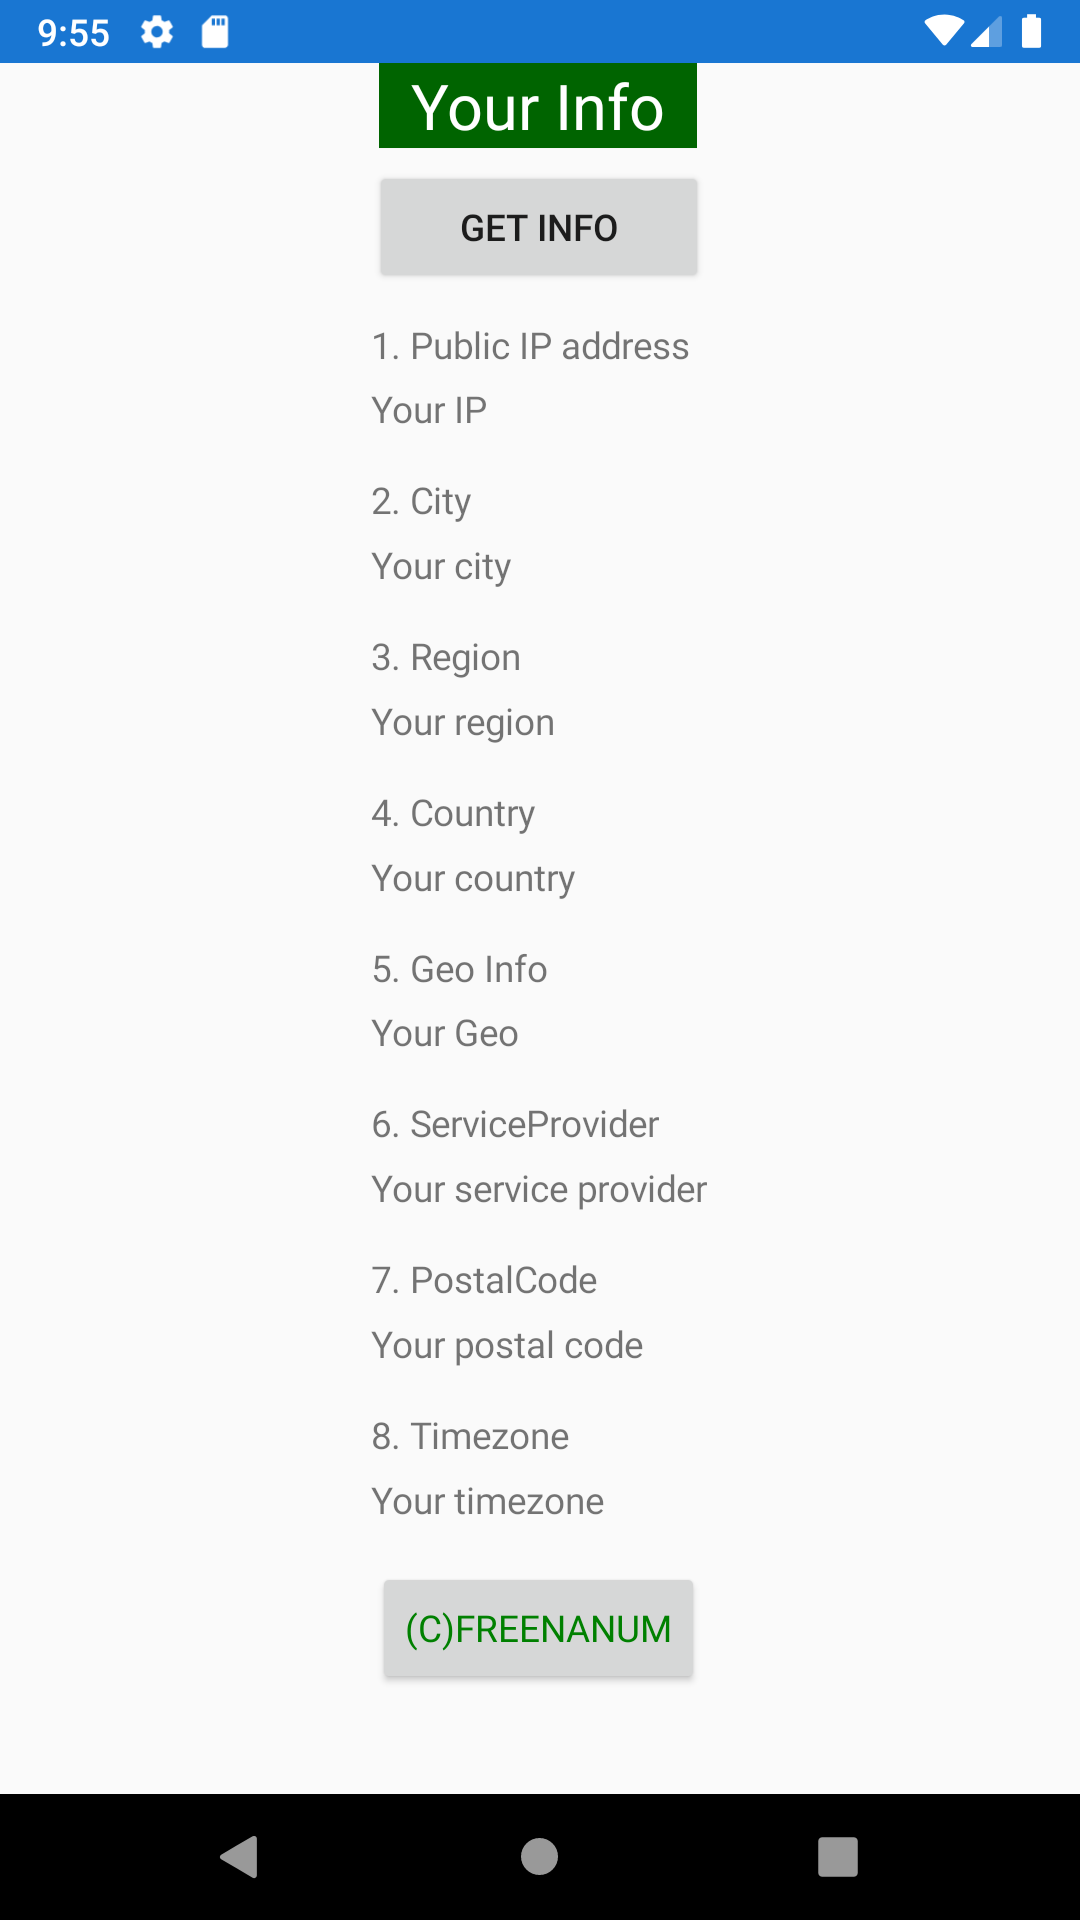 9:55
Your Info
GET INFO
1. Public IP address
Your IP
2. City
Your city
3. Region
Your region
4. Country
Your country
5. Geo Info
Your Geo
6. ServiceProvider
Your service provider
7. PostalCode
Your postal code
8. Timezone
Your timezone
(C)FREENANUM